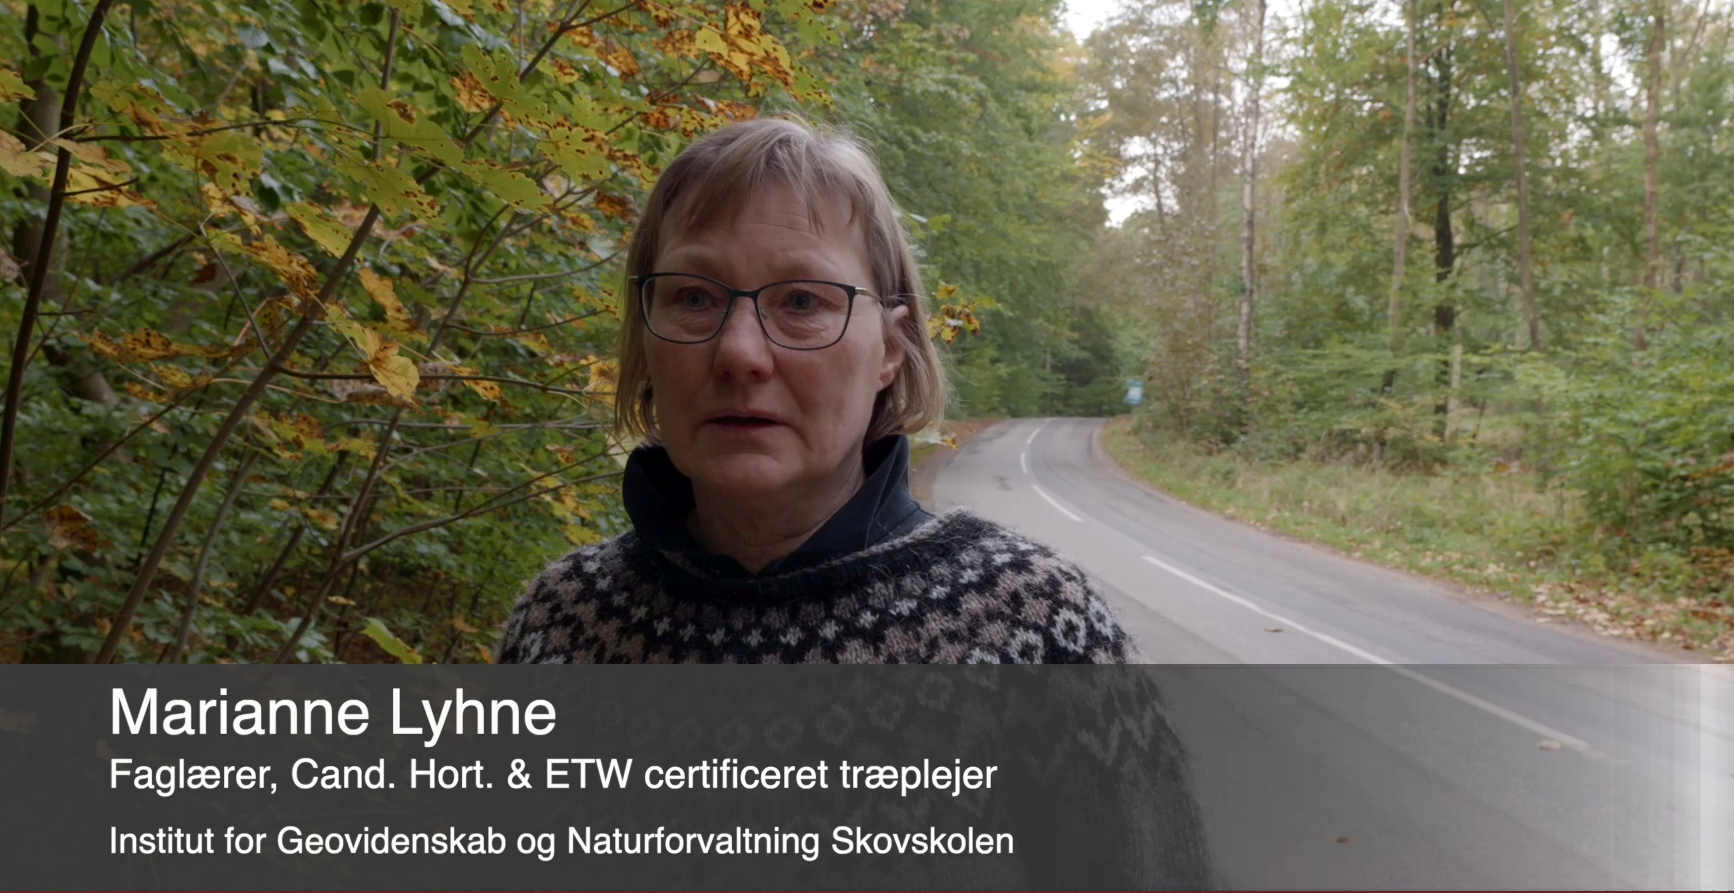 Marianne Lyhne
Faglærer, Cand. Hort. & ETW certificeret træplejer
Institut for Geovidenskab og Naturforvaltning Skovskolen